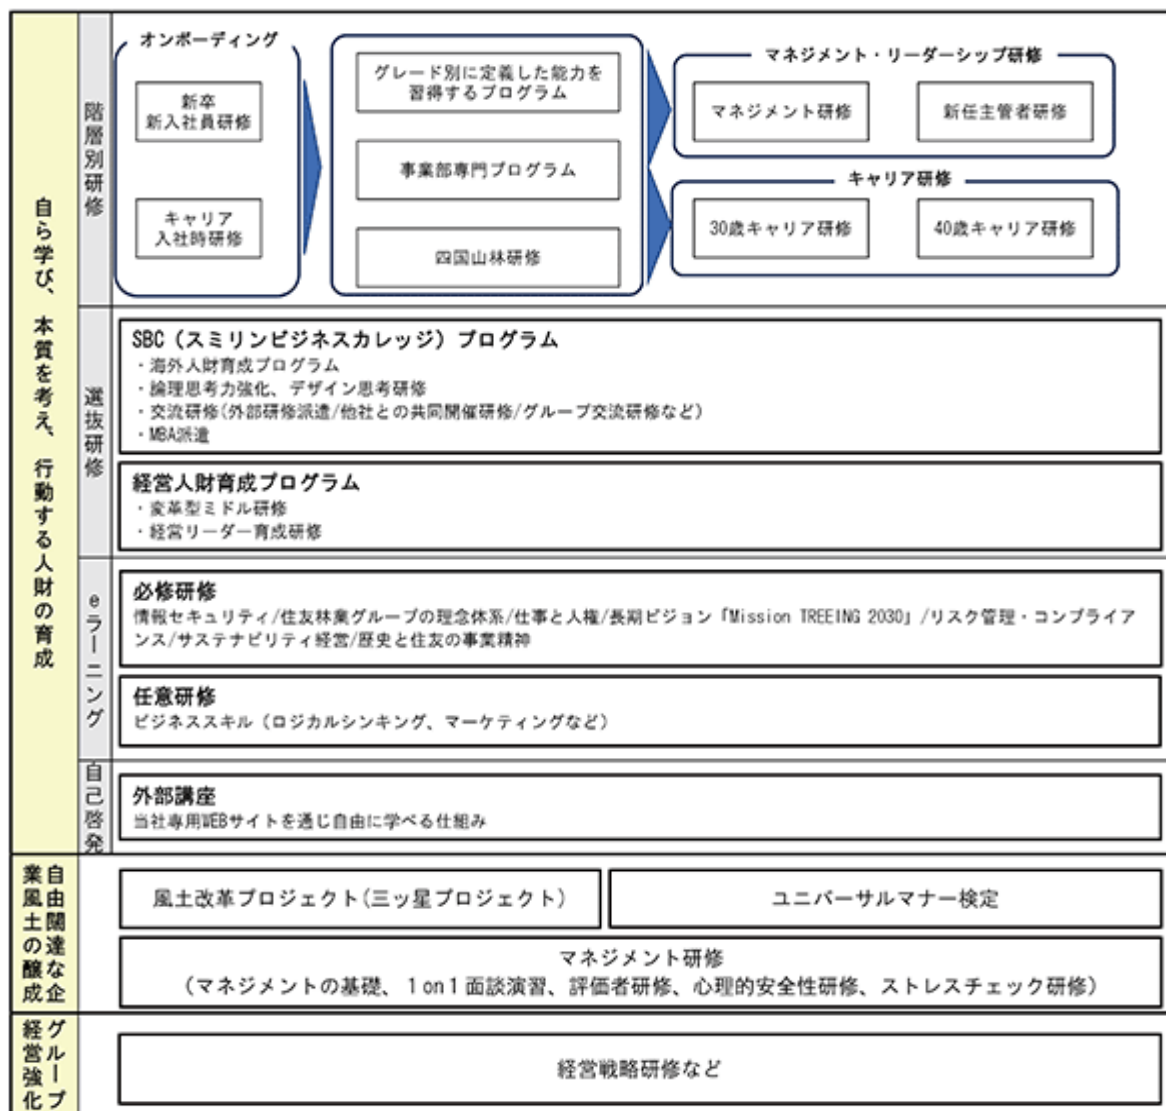 自ら学び、本質を考え、行動する人財の育成
階層別研修
オンボーディング
新卒
新入社員研修
キャリア
入社時研修
グレード別に定義した能力を
習得するプログラム
事業部専門プログラム
四国山林研修
マネジメント・リーダーシップ研修
マネジメント研修
新任主管者研修
キャリア研修
30歳キャリア研修
40歳キャリア研修
選抜研修
SBC（スミリンビジネスカレッジ）プログラム
・海外人財育成プログラム
・論理思考力強化、デザイン思考研修
・交流研修(外部研修派遣/他社との共同開催研修/グループ交流研修など)
・MBA派遣
経営人財育成プログラム
・変革型ミドル研修
・経営リーダー育成研修
eラーニング
必修研修
情報セキュリティ/住友林業グループの理念体系/仕事と人権/長期ビジョン「Mission TREEING 2030」/リスク管理・コンプライア
ンス/サステナビリティ経営/歴史と住友の事業精神
任意研修
ビジネススキル（ロジカルシンキング、マーケティングなど）
自己啓発
外部講座
当社専用WEBサイトを通じ自由に学べる仕組み
自由闊達な企
業風土の醸成
風土改革プロジェクト(三ッ星プロジェクト)
ユニバーサルマナー検定
マネジメント研修
（マネジメントの基礎、１on１面談演習、評価者研修、心理的安全性研修、ストレスチェック研修）
グループ
経営強化
経営戦略研修など